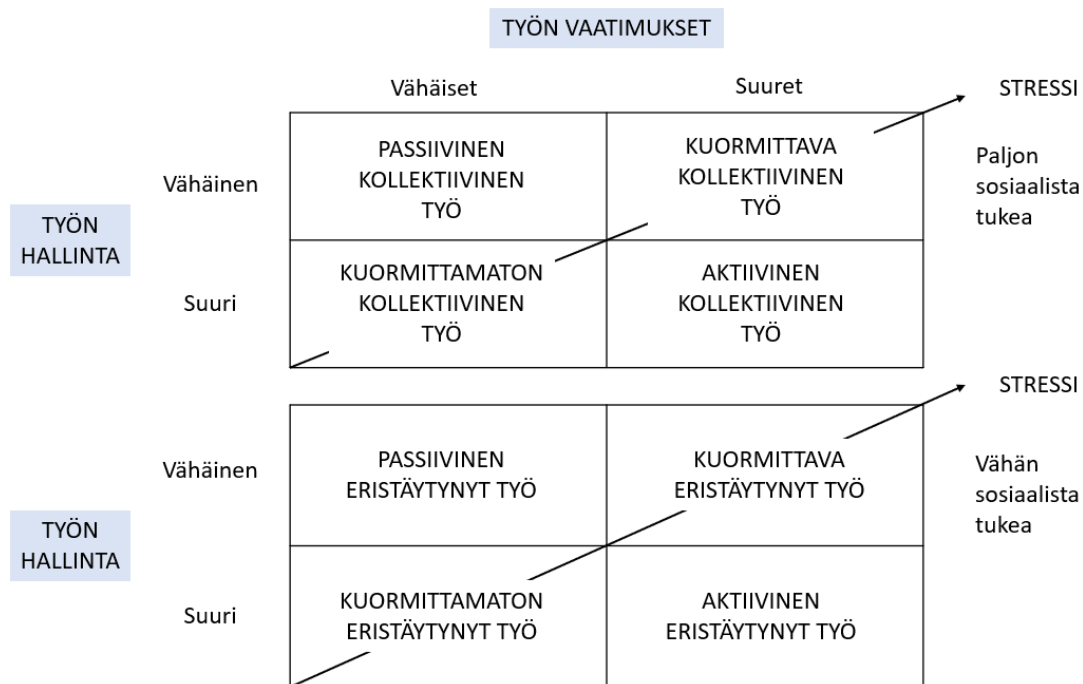 TYÖN VAATIMUKSET
Vähäiset
Suuret
STRESSI
Vähäinen
PASSIIVINEN
KOLLEKTIIVINEN
TYÖ
KUORMITTAVA
KOLLEKTIIVINEN
TYÖ
Paljon
sosiaalista
tukea
TYÖN
HALLINTA
Suuri
KUORMITTAMATON
KOLLEKTIIVINEN
TYÖ
AKTIIVINEN
KOLLEKTIIVINEN
TYÖ
STRESSI
Vähäinen
PASSIIVINEN
ERISTÄYTYNYT TYÖ
KUORMITTAVA
ERISTÄYTYNYT TYÖ
Vähän
sosiaalista
tukea
TYÖN
HALLINTA
Suuri
KUORMITTAMATON
ERISTÄYTYNYT TYÖ
AKTIIVINEN
ERISTÄYTYNYT TYÖ